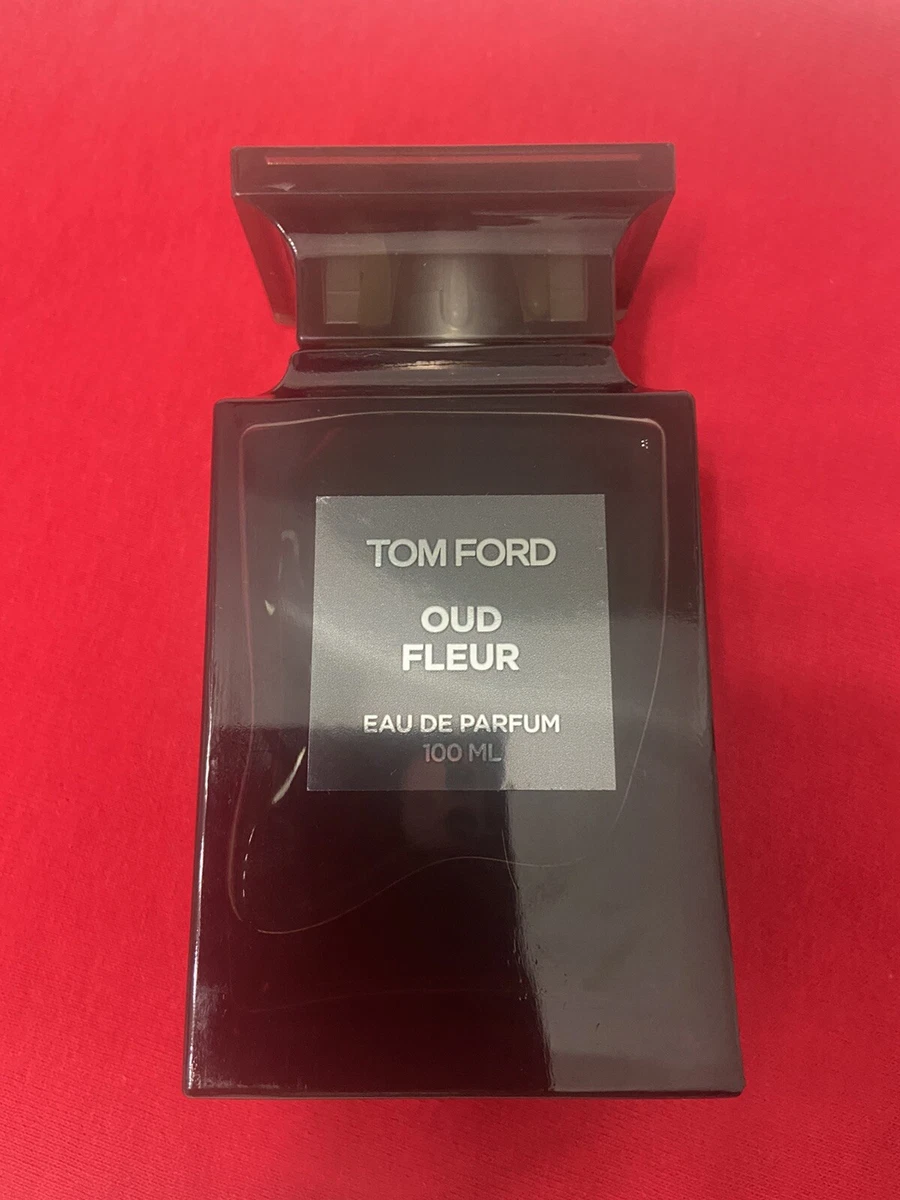 TOM FORD
OUD
FLEUR
EAU DE PARFUM
100 ML